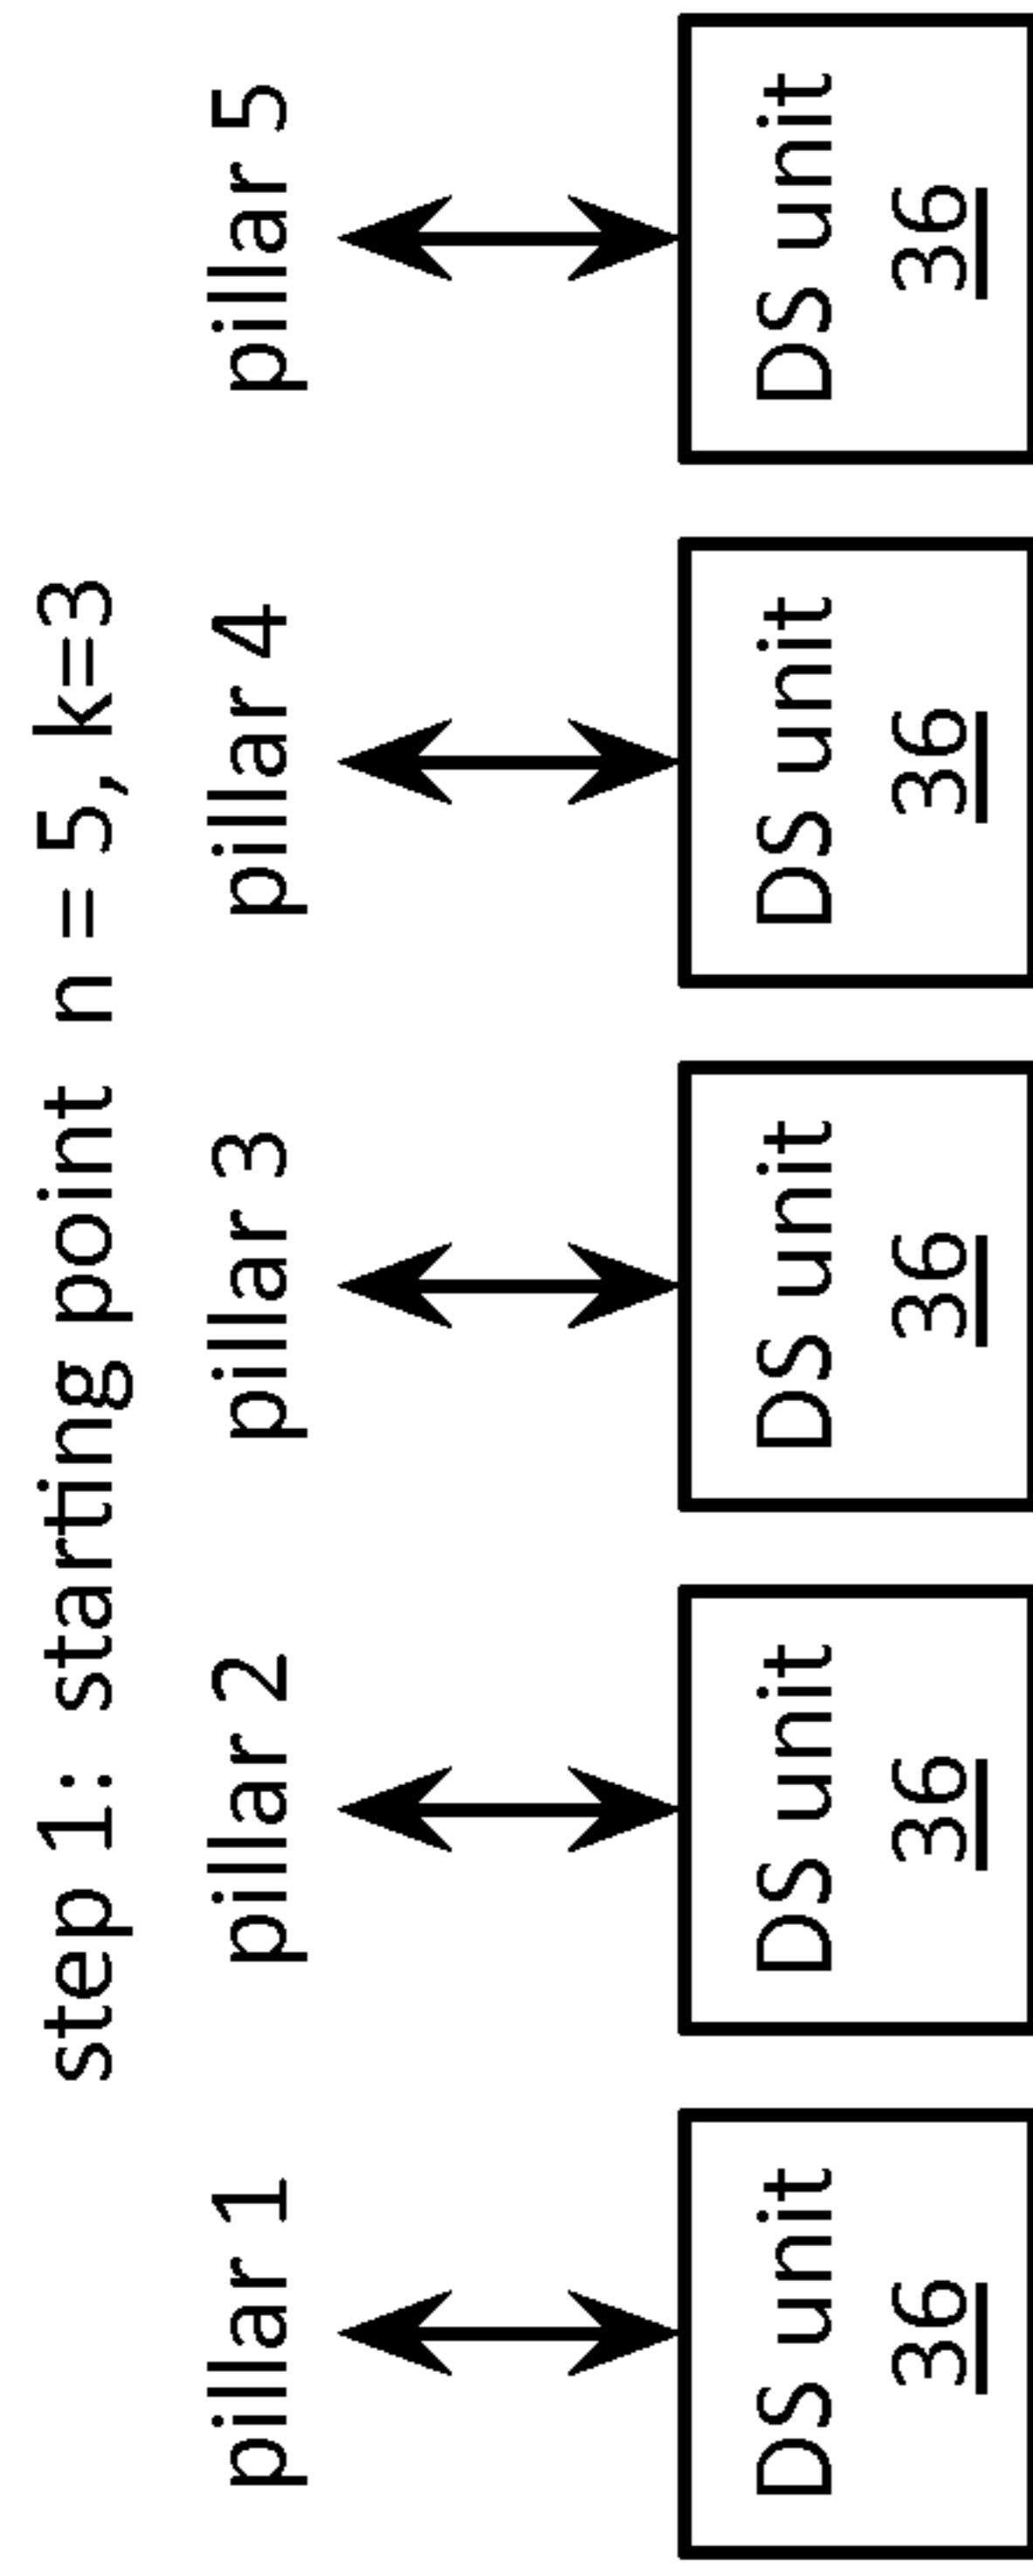 step 1: starting point n = 5, k=3
pillar 1 pillar 2 pillar 3 pillar 4 pillar 5
DS unit DS unit DS unit DS unit DS unit
36 36 36 36 36